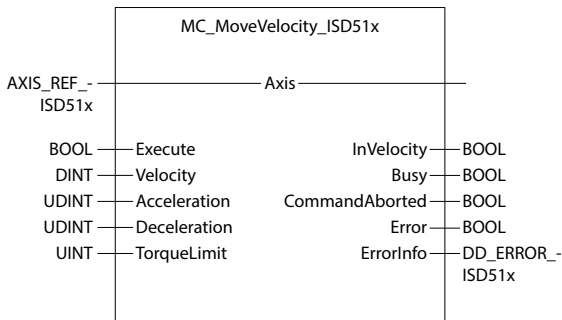 MC_MoveVelocity_ISD51x
AXIS_REF_- Axis
ISD51x
BOOL Execute InVelocity BOOL
DINT Velocity Busy BOOL
UDINT Acceleration CommandAborted BOOL
UDINT Deceleration Error BOOL
UINT TorqueLimit ErrorInfo DD_ERROR_-
ISD51x